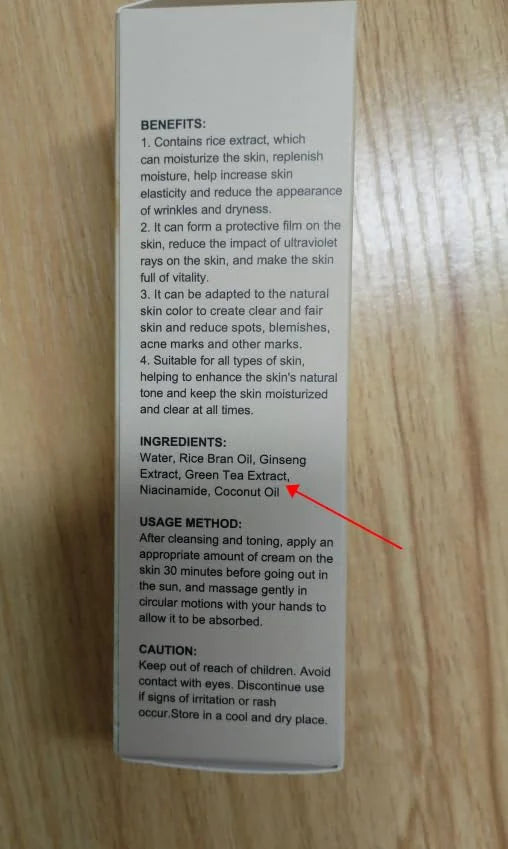 BENEFITS:
1. Contains rice extract, which
can moisturize the skin, replenish
moisture, help increase skin
elasticity and reduce the appearance
of wrinkles and dryness.
2. It can form a protective film on the
skin, reduce the impact of ultraviolet
rays on the skin, and make the skin
full of vitality.
3. It can be adapted to the natural
skin color to create clear and fair
skin and reduce spots, blemishes,
acne marks and other marks.
4. Suitable for all types of skin,
helping to enhance the skin's natural
tone and keep the skin moisturized
and clear at all times.
INGREDIENTS:
Water, Rice Bran Oil, Ginseng
Extract, Green Tea Extract,
Niacinamide, Coconut Oil
USAGE METHOD:
After cleansing and toning, apply an
appropriate amount of cream on the
skin 30 minutes before going out in
the sun, and massage gently in
circular motions with your hands to
allow it to be absorbed.
CAUTION:
Keep out of reach of children. Avoid
contact with eyes. Discontinue use
if signs of irritation or rash
occur.Store in a cool and dry place.